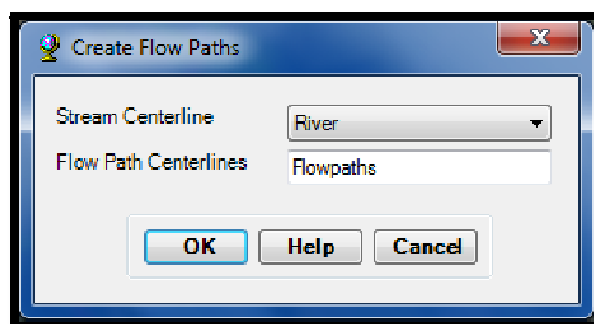 Create Flow Paths
X
Stream Centerline River
Flow Path Centerlines Flowpaths
OK Help Cancel